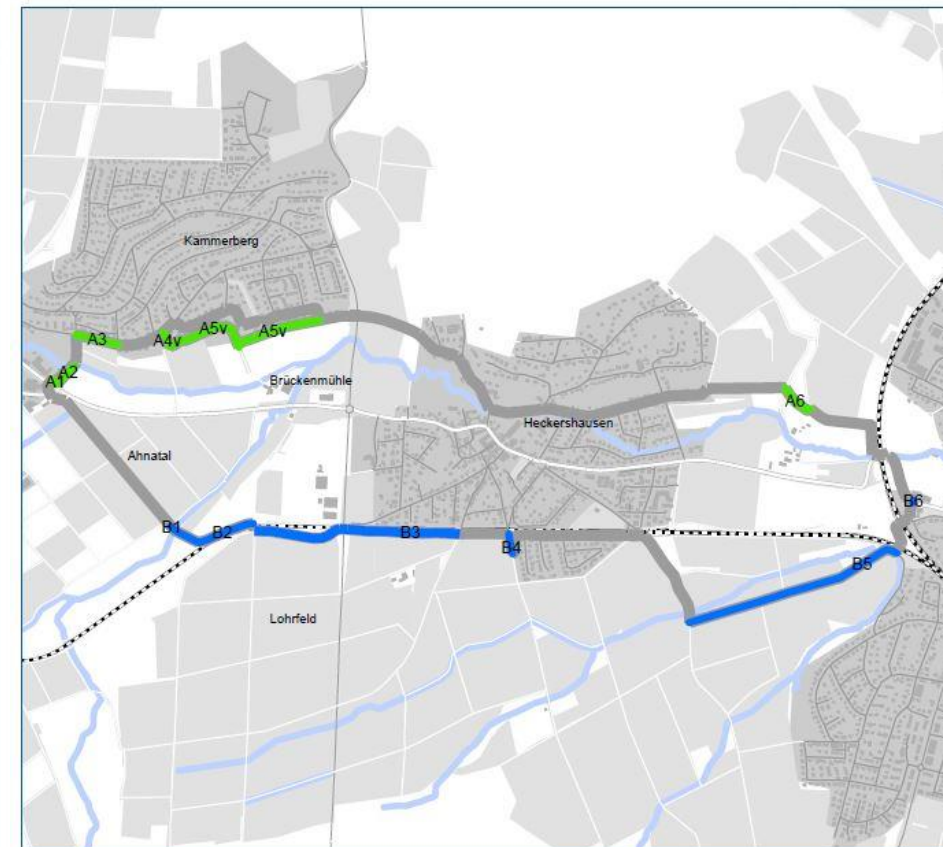 Kammerberg
A3
A4v
A5v
A5v
A2
A1
Brückenmühle
A6
Heckershausen
Ahnatal
B6
B1
B2
B3
B4
B5
Lohrfeld